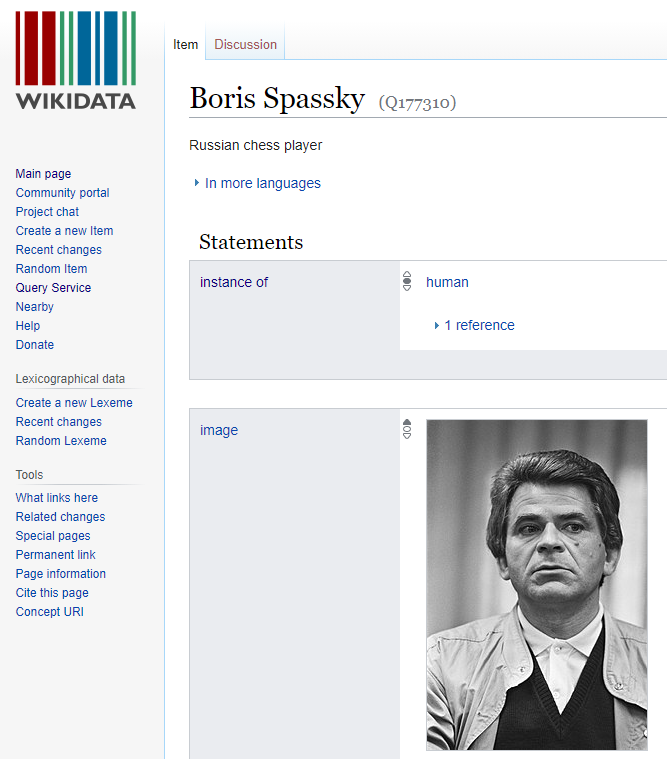 WIKIDATA
Main page
Community portal
Project chat
Create a new Item
Recent changes
Random Item
Query Service
Nearby
Help
Donate
Lexicographical data
Create a new Lexeme
Recent changes
Random Lexeme
Tools
What links here
Related changes
Special pages
Permanent link
Page information
Cite this page
Concept URI
Item Discussion
Boris Spassky (Q177310)
Russian chess player
In more languages
Statements
instance of
human
1 reference
image